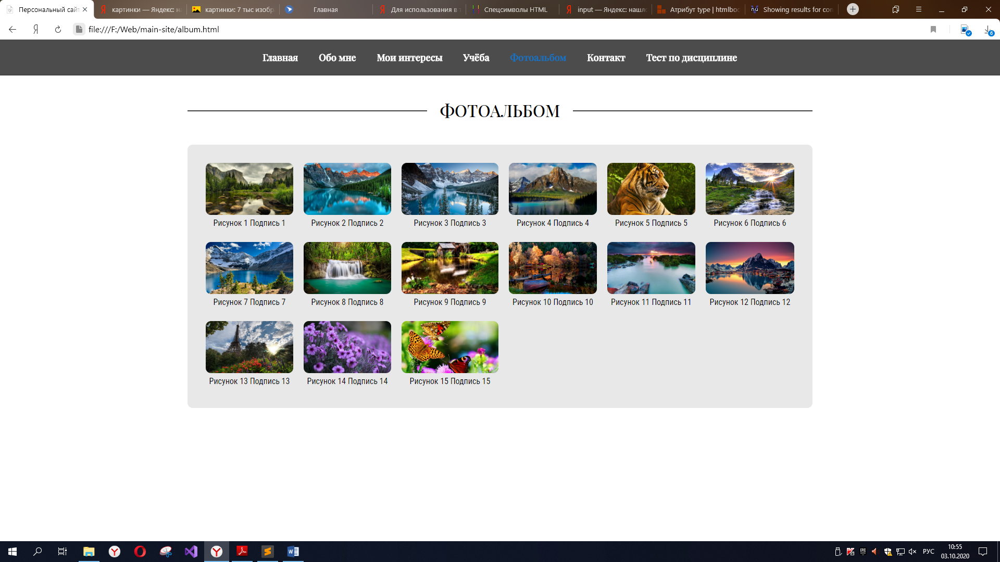 Персональный сайт
картинки — Яндекс: на
картинки: 7 тыс изобр
Главная
Для использования в т
Спецсимволы HTML
input — Яндекс: нашло
Атрибут type | htmlboo
Showing results for con
file:///F:/Web/main-site/album.html
6
Главная Обо мне Мои интересы Учёба Фотоальбом Контакт Тест по дисциплине
ФОТОАЛЬБОМ
Рисунок 1 Подпись 1
Рисунок 2 Подпись 2
Рисунок 3 Подпись 3
Рисунок 4 Подпись 4
Рисунок 5 Подпись 5
Рисунок 6 Подпись 6
Рисунок 7 Подпись 7
Рисунок 8 Подпись 8
Рисунок 9 Подпись 9
Рисунок 10 Подпись 10
Рисунок 11 Подпись 11
Рисунок 12 Подпись 12
Рисунок 13 Подпись 13
Рисунок 14 Подпись 14
Рисунок 15 Подпись 15
РУС
10:55
03.10.2020